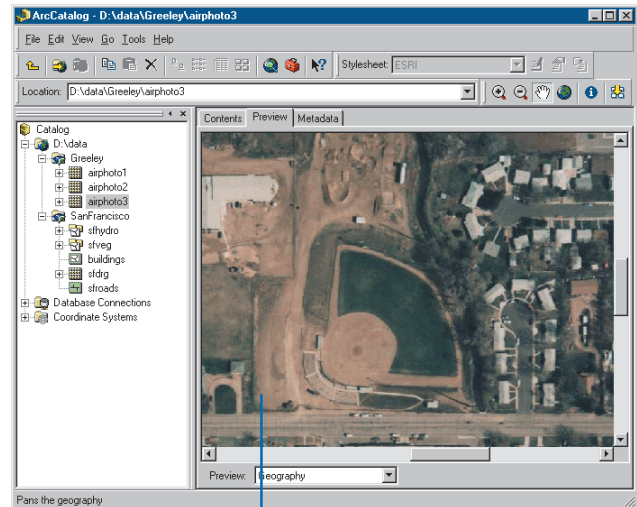 ArcCatalog - D:\data\Greeley\airphoto3
File Edit View Go Tools Help
Stylesheet: ESRI
Location: D:\data\Greeley\airphoto3
Catalog
D:\data
Greeley
airphoto1
airphoto2
airphoto3
SanFrancisco
sfhydro
sfveg
buildings
sfdrg
sfroads
Database Connections
Coordinate Systems
Contents Preview Metadata
Preview: Geography
Pans the geography